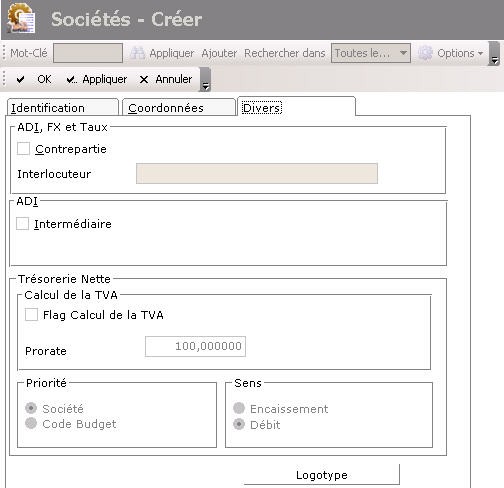 Sociétés - Créer
Mot-Clé Appliquer Ajouter Rechercher dans Toutes le... Options
OK Appliquer Annuler
Identification Coordonnées Divers
ADI, FX et Taux
Contrepartie
Interlocuteur
ADI
Intermédiaire
Trésorerie Nette
Calcul de la TVA
Flag Calcul de la TVA
Prorate 100,000000
Priorité Sens
Société Encaissement
Code Budget Débit
Logotype